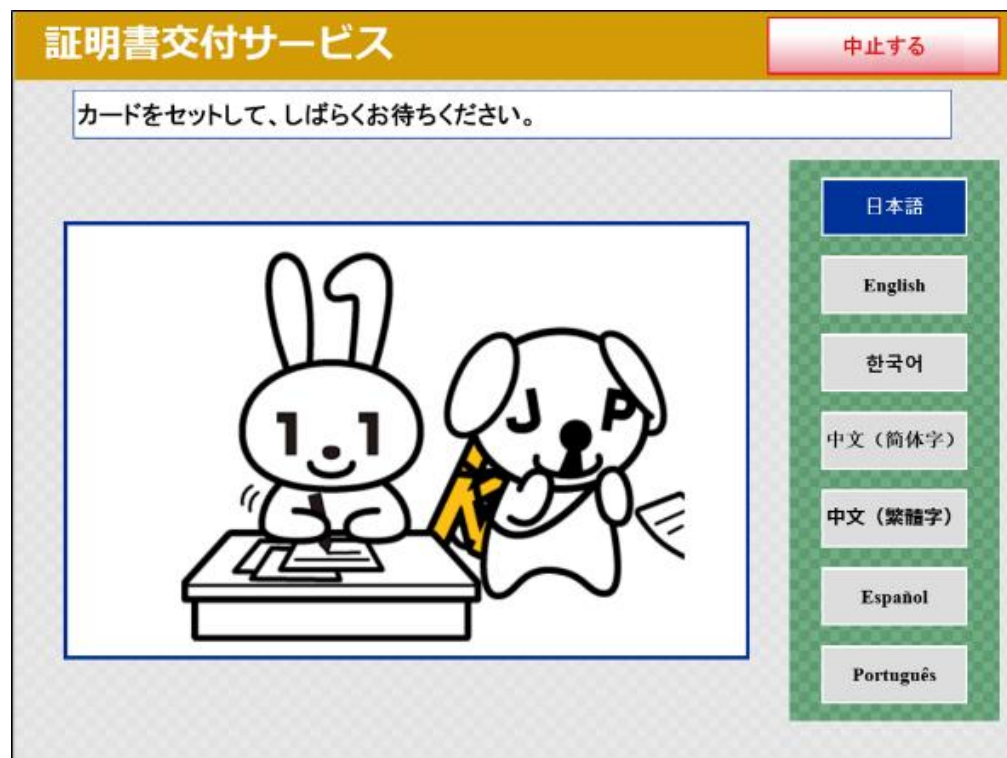 証明書交付サービス
中止する
カードをセットして、しばらくお待ちください。
日本語
English
한국어
中文（简体字）
中文（繁體字）
Español
Português
1 1
J P
K